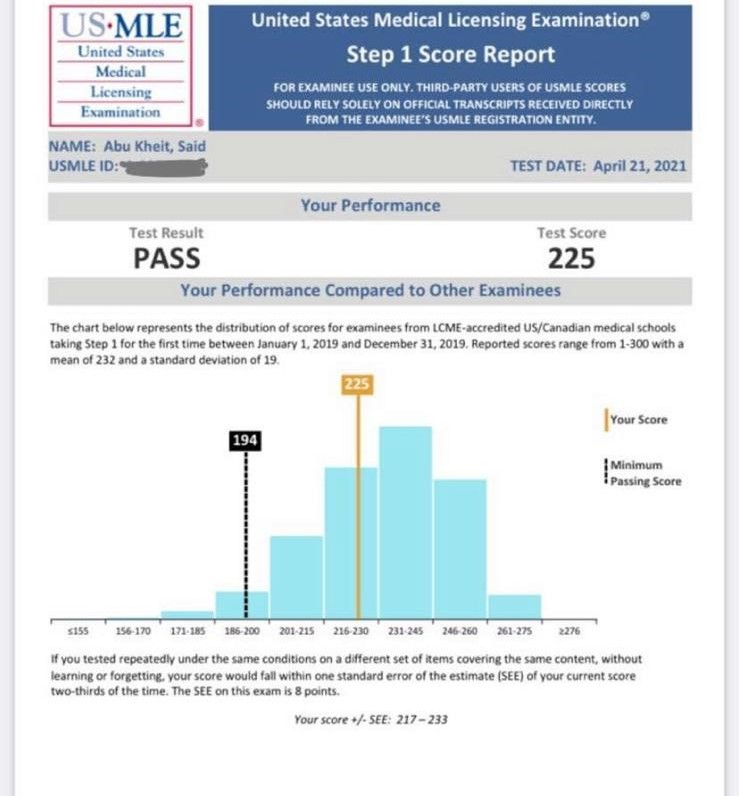 US•MLE
United States
Medical
Licensing
Examination
®
United States Medical Licensing Examination®
Step 1 Score Report
FOR EXAMINEE USE ONLY. THIRD-PARTY USERS OF USMLE SCORES
SHOULD RELY SOLELY ON OFFICIAL TRANSCRIPTS RECEIVED DIRECTLY
FROM THE EXAMINEE'S USMLE REGISTRATION ENTITY.
NAME: Abu Kheit, Said
USMLE ID:
TEST DATE: April 21, 2021
Your Performance
Test Result
PASS
Test Score
225
Your Performance Compared to Other Examinees
The chart below represents the distribution of scores for examinees from LCME-accredited US/Canadian medical schools
taking Step 1 for the first time between January 1, 2019 and December 31, 2019. Reported scores range from 1-300 with a
mean of 232 and a standard deviation of 19.
225
194
Your Score
Minimum
Passing Score
≤155 156-170 171-185 186-200 201-215 216-230 231-245 246-260 261-275 ≥276
If you tested repeatedly under the same conditions on a different set of items covering the same content, without
learning or forgetting, your score would fall within one standard error of the estimate (SEE) of your current score
two-thirds of the time. The SEE on this exam is 8 points.
Your score +/- SEE: 217 – 233